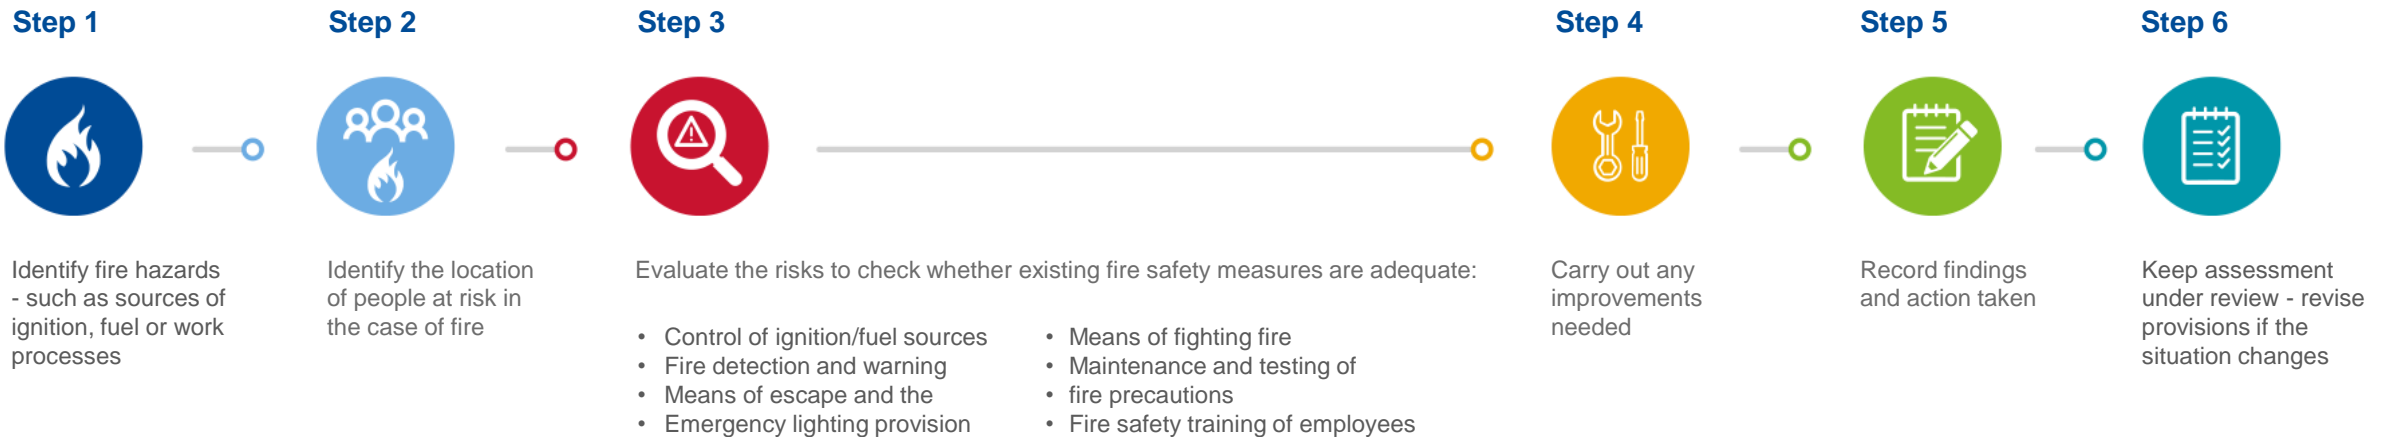 Step 1
Identify fire hazards
- such as sources of
ignition, fuel or work
processes
Step 2
Identify the location
of people at risk in
the case of fire
Step 3
Evaluate the risks to check whether existing fire safety measures are adequate:
• Control of ignition/fuel sources
• Fire detection and warning
• Means of escape and the
• Emergency lighting provision
• Means of fighting fire
• Maintenance and testing of
• fire precautions
• Fire safety training of employees
Step 4
Carry out any
improvements
needed
Step 5
Record findings
and action taken
Step 6
Keep assessment
under review - revise
provisions if the
situation changes